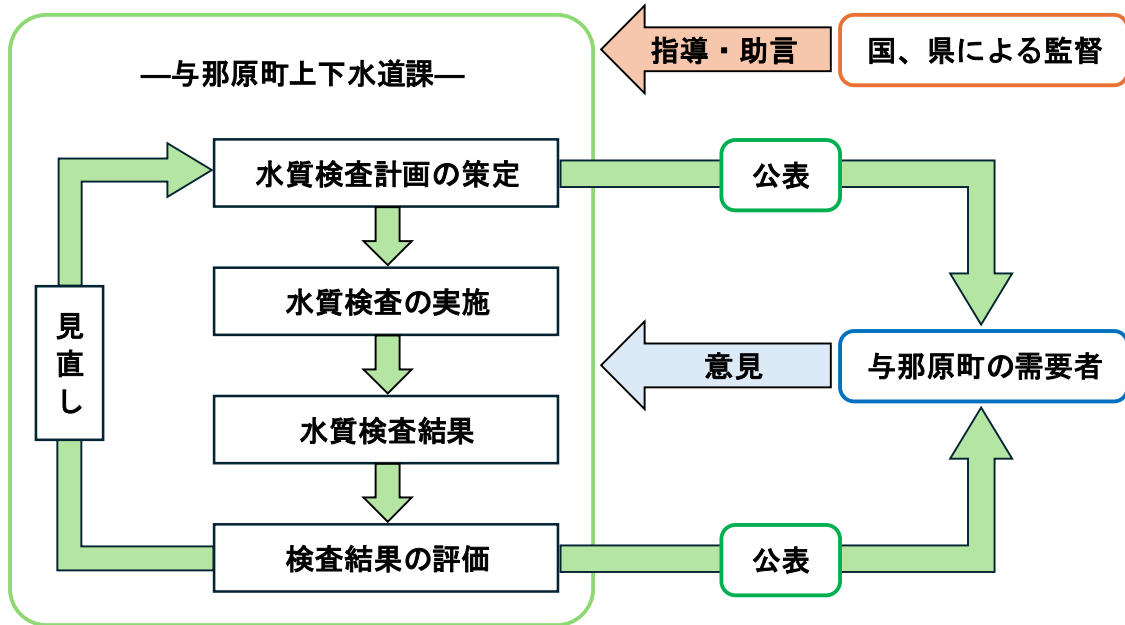 指導・助言
国、県による監督
―与那原町上下水道課―
水質検査計画の策定
公表
水質検査の実施
見直し
意見
与那原町の需要者
水質検査結果
検査結果の評価
公表